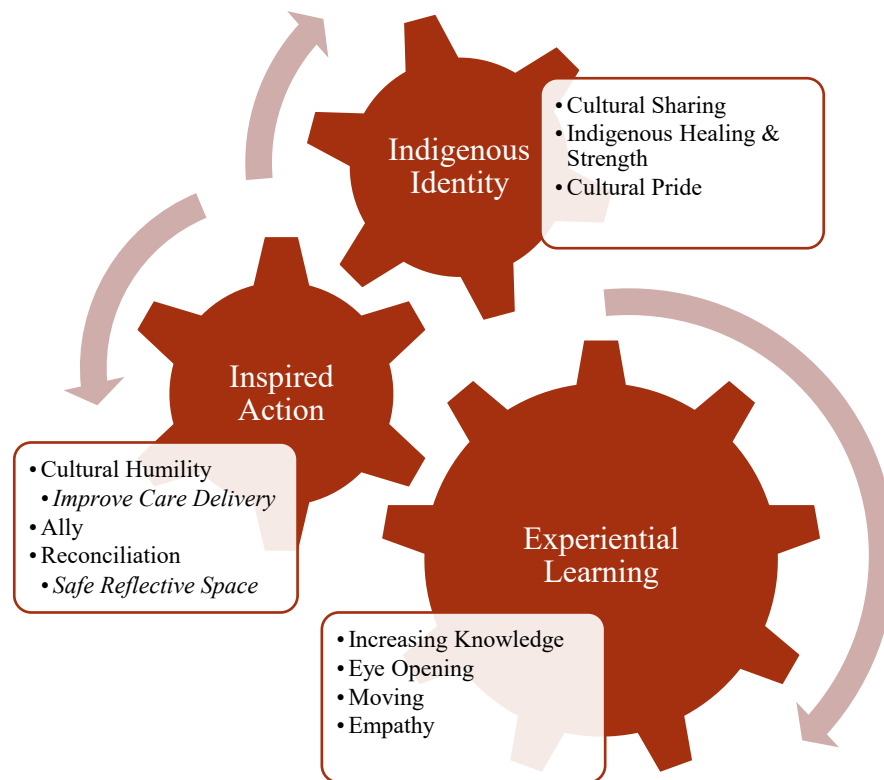 Indigenous
Identity
• Cultural Sharing
• Indigenous Healing &
Strength
• Cultural Pride
Inspired
Action
• Cultural Humility
• Improve Care Delivery
• Ally
• Reconciliation
• Safe Reflective Space
Experiential
Learning
• Increasing Knowledge
• Eye Opening
• Moving
• Empathy